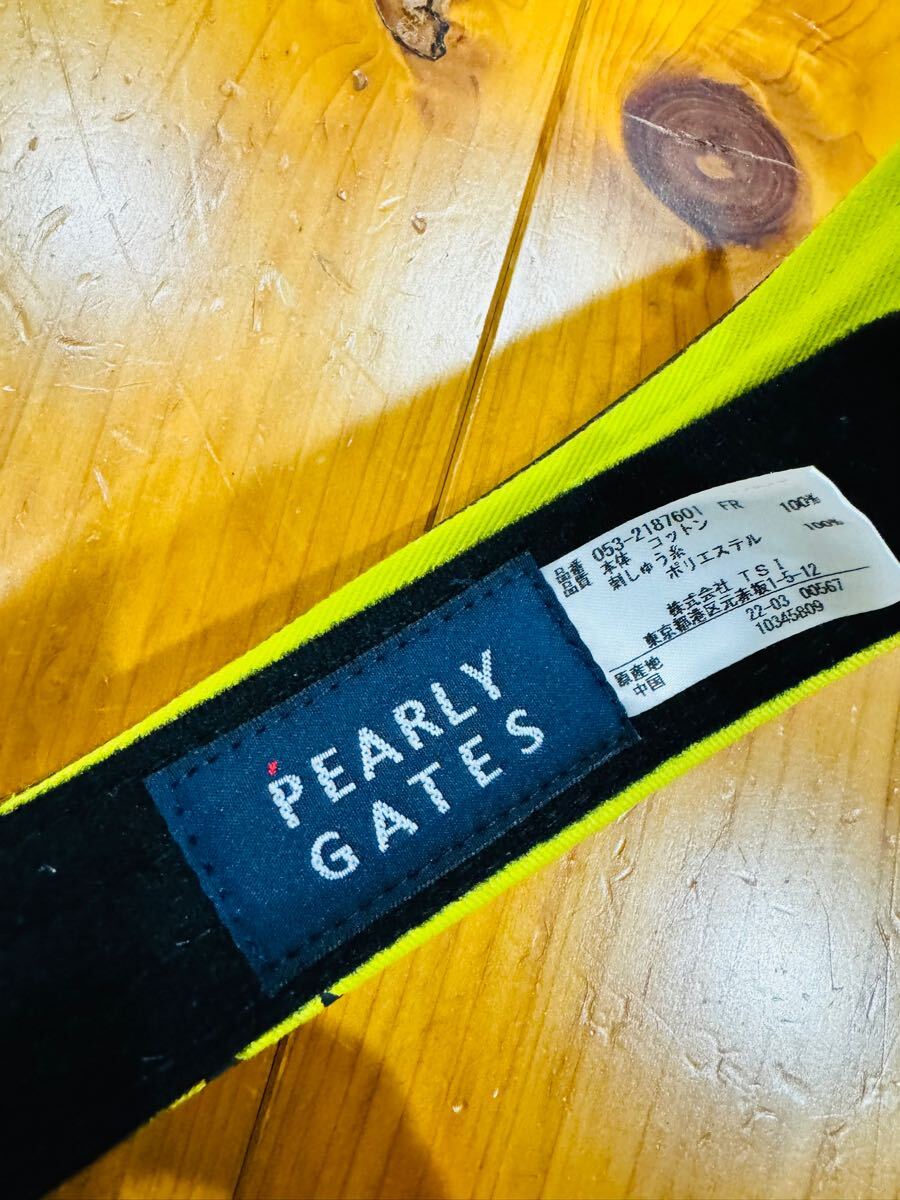 PEARLY
GATES
品番 053-2187601 FR
品質 本体 コットン 100%
刺しゅう糸
ポリエステル 100%
株式会社 TSI
東京都港区元赤坂1-5-12
22-03 00567
原産地 10345809
中国